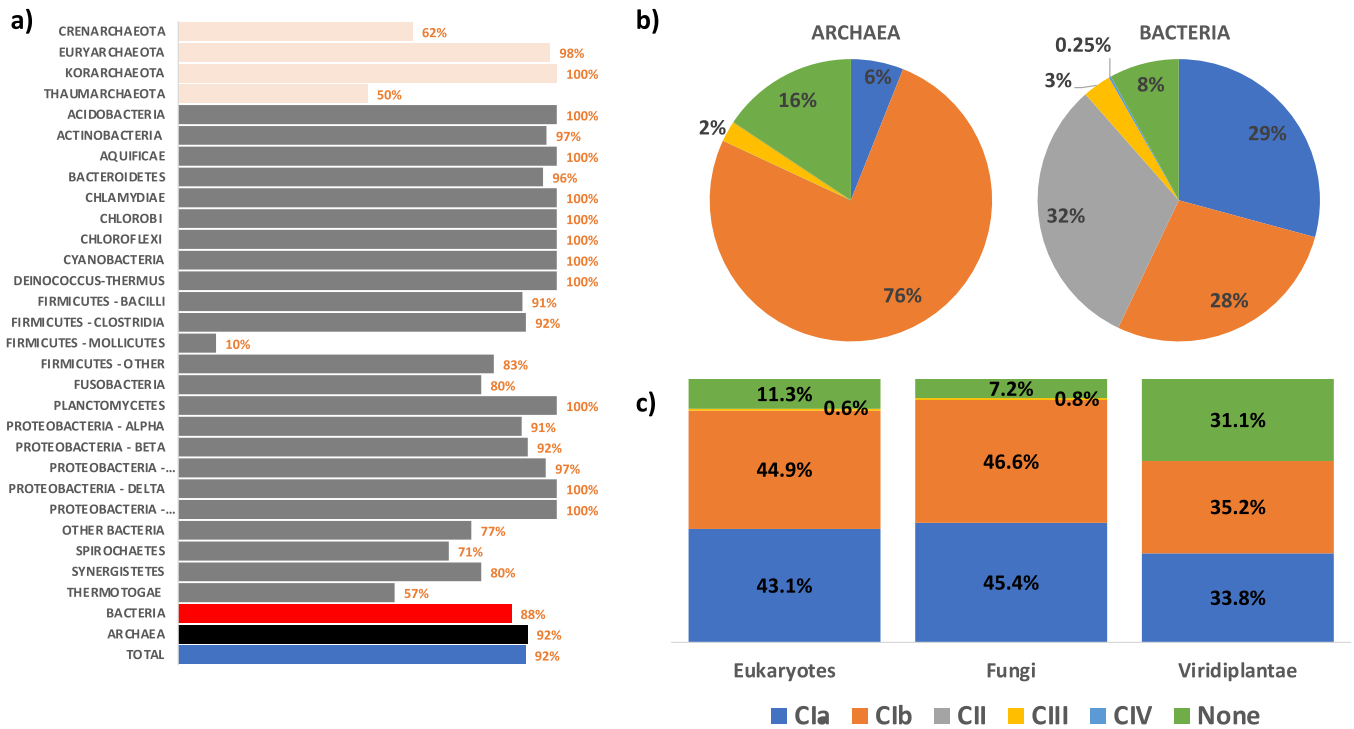 a)
CRENARCHAEOTA 62%
EURYARCHAEOTA 98%
KORARCHAEOTA 100%
THAUMARCHAEOTA 50%
ACIDOBACTERIA 100%
ACTINOBACTERIA 97%
AQUIFICAE 100%
BACTEROIDETES 96%
CHLAMYDIAE 100%
CHLOROBI 100%
CHLOROFLEXI 100%
CYANOBACTERIA 100%
DEINOCOCCUS-THERMUS 100%
FIRMICUTES - BACILLI 91%
FIRMICUTES - CLOSTRIDIA 92%
FIRMICUTES - MOLLICUTES 10%
FIRMICUTES - OTHER 83%
FUSOBACTERIA 80%
PLANCTOMYCETES 100%
PROTEOBACTERIA - ALPHA 91%
PROTEOBACTERIA - BETA 92%
PROTEOBACTERIA -... 97%
PROTEOBACTERIA - DELTA 100%
PROTEOBACTERIA -... 100%
OTHER BACTERIA 77%
SPIROCHAETES 71%
SYNERGISTETES 80%
THERMOTOGAE 57%
BACTERIA 88%
ARCHAEA 92%
TOTAL 92%
b)
ARCHAEA
6%
16%
2%
76%
BACTERIA
0.25%
3%
8%
29%
32%
28%
c)
11.3%
0.6%
44.9%
43.1%
Eukaryotes
7.2%
0.8%
46.6%
45.4%
Fungi
31.1%
35.2%
33.8%
Viridiplantae
CIa CIb CII CIII CIV None